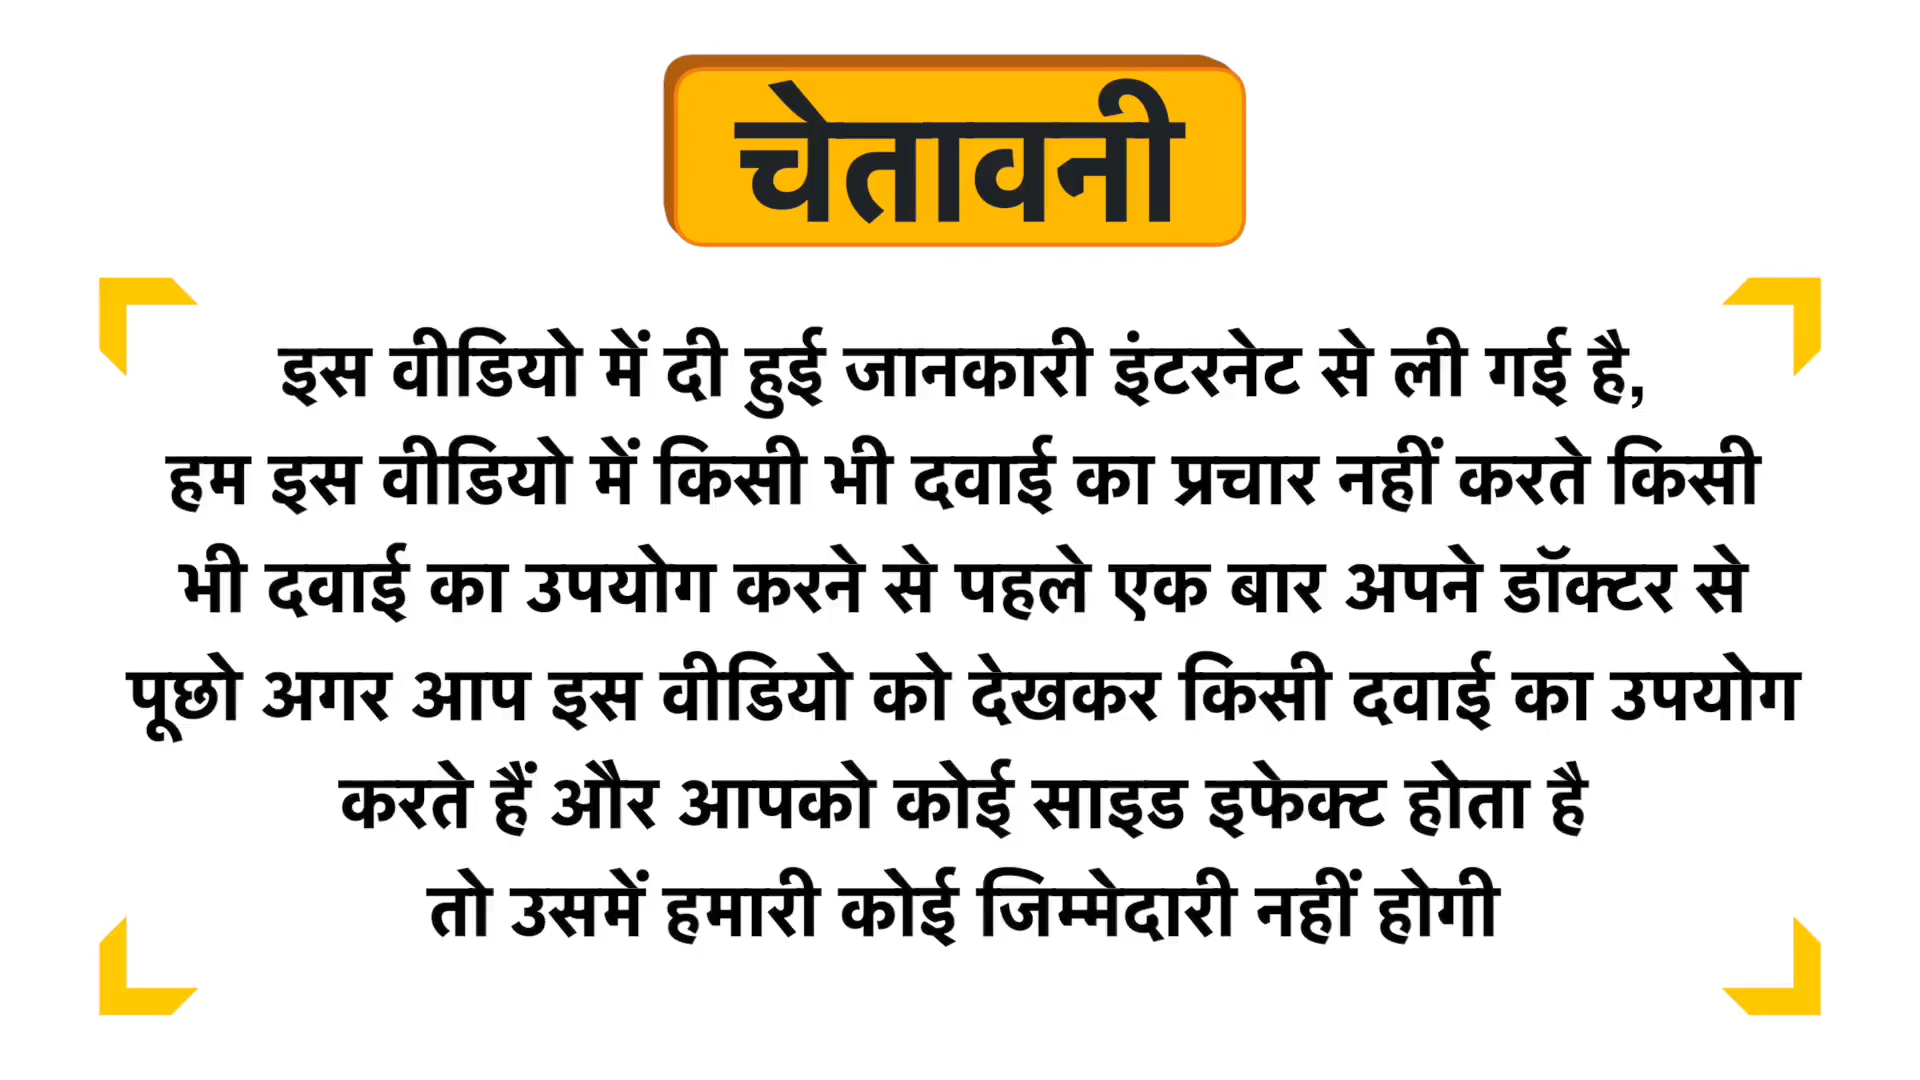 चेतावनी
इस वीडियो में दी हुई जानकारी इंटरनेट से ली गई है,
हम इस वीडियो में किसी भी दवाई का प्रचार नहीं करते किसी
भी दवाई का उपयोग करने से पहले एक बार अपने डॉक्टर से
पूछो अगर आप इस वीडियो को देखकर किसी दवाई का उपयोग
करते हैं और आपको कोई साइड इफेक्ट होता है
तो उसमें हमारी कोई जिम्मेदारी नहीं होगी